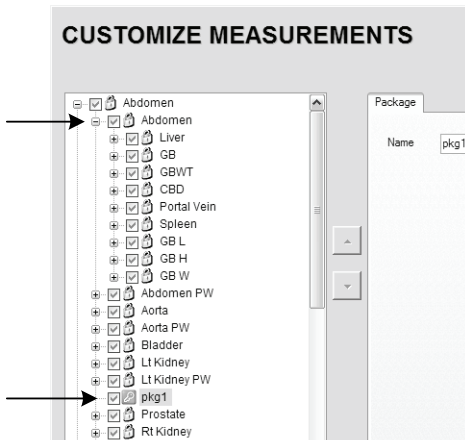 CUSTOMIZE MEASUREMENTS
Abdomen
Abdomen
Liver
GB
GBWT
CBD
Portal Vein
Spleen
GB L
GB H
GB W
Abdomen PW
Aorta
Aorta PW
Bladder
Lt Kidney
Lt Kidney PW
pkg1
Prostate
Rt Kidney
Package
Name pkg1